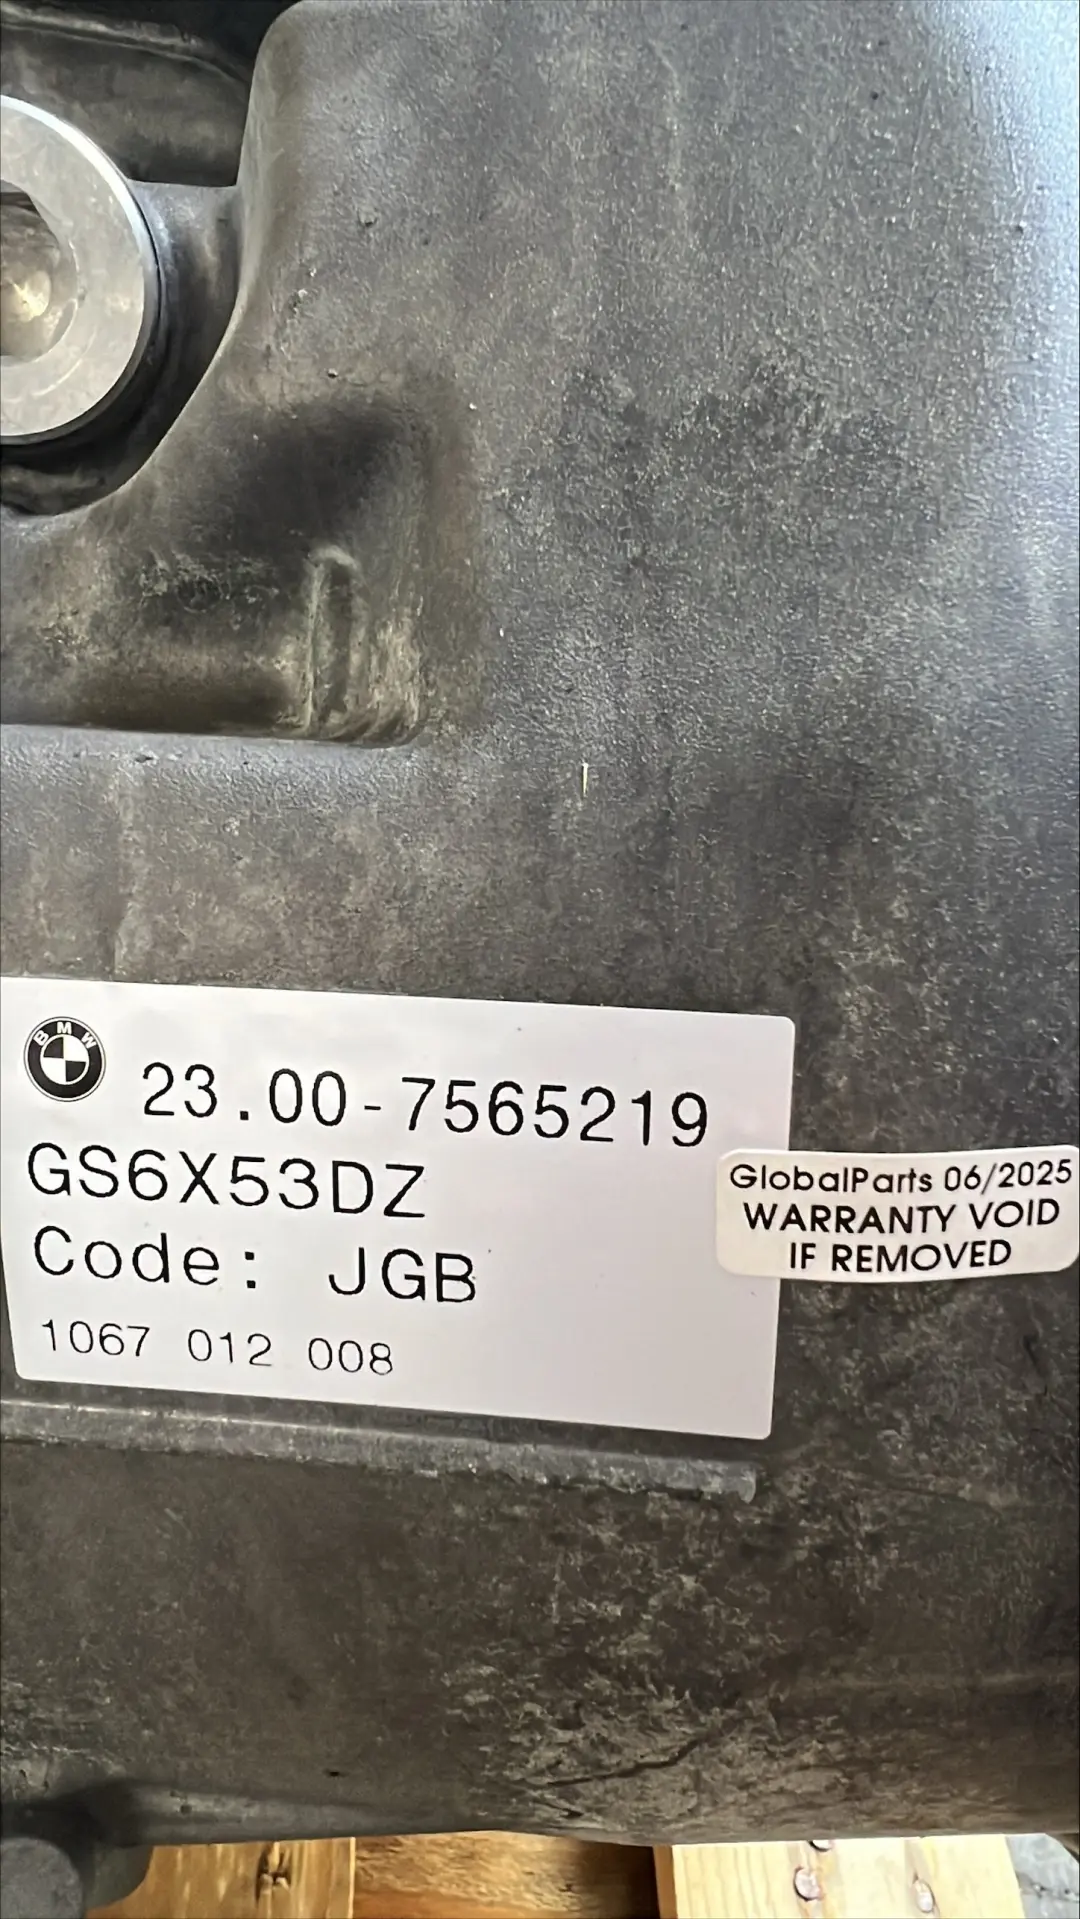 BMW
23.00-7565219
GS6X53DZ
Code: JGB
1067 012 008
GlobalParts 06/2025
WARRANTY VOID
IF REMOVED